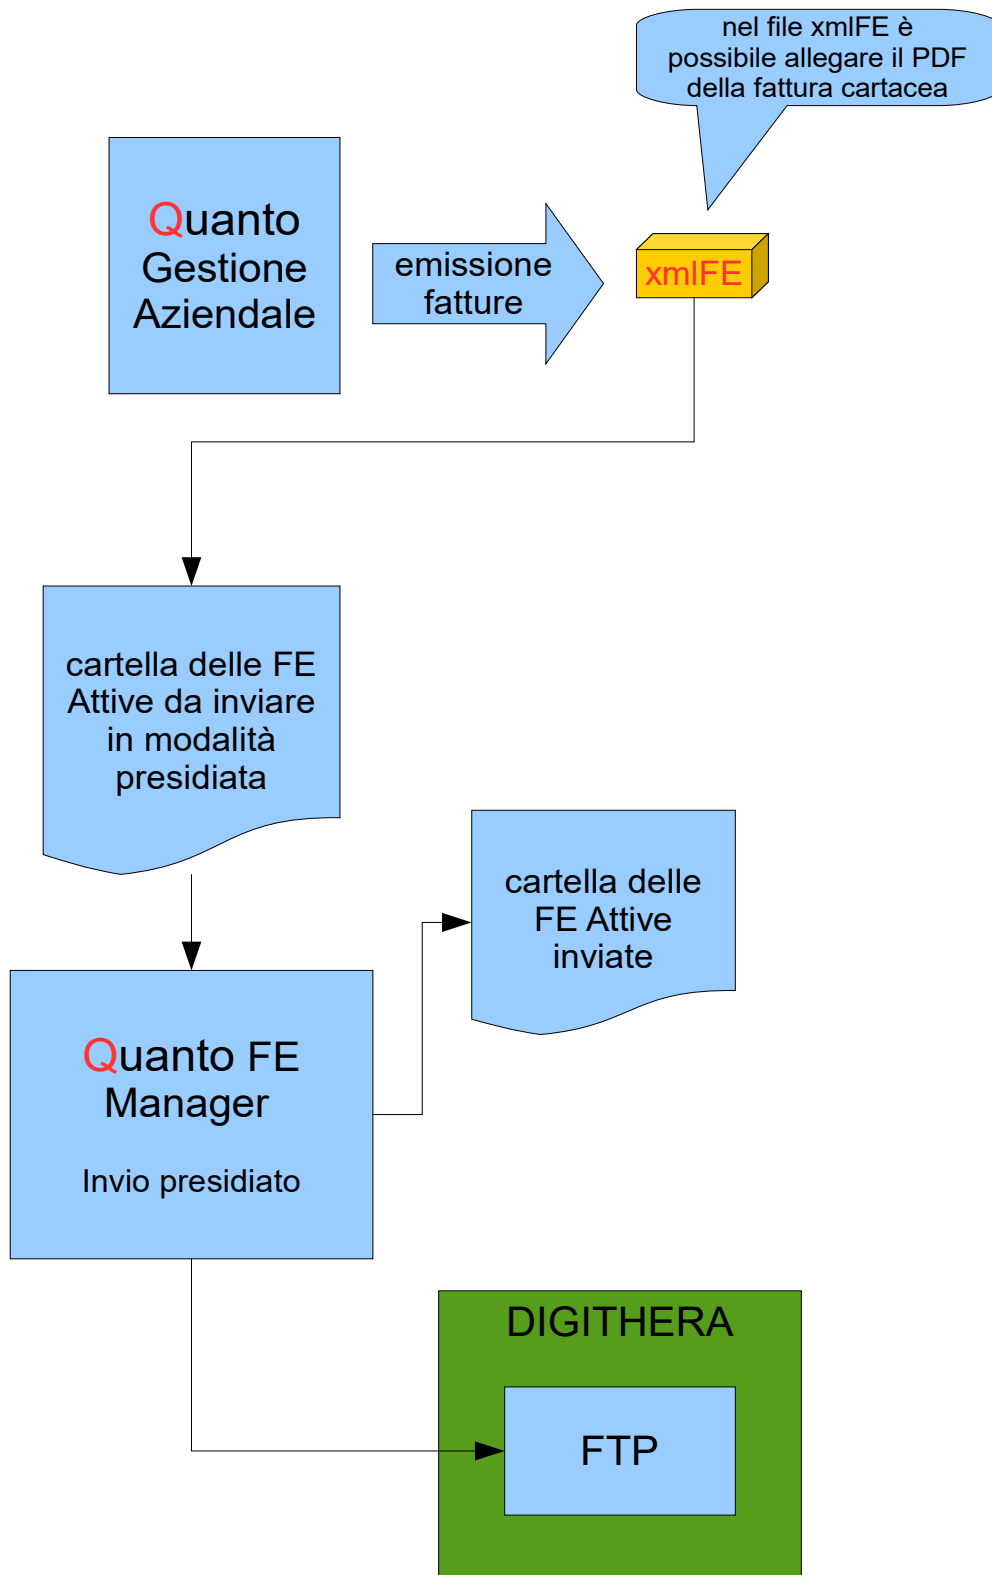 nel file xmlFE è
possibile allegare il PDF
della fattura cartacea
Quanto
Gestione
Aziendale
emissione
fatture
xmlFE
cartella delle FE
Attive da inviare
in modalità
presidiata
cartella delle
FE Attive
inviate
Quanto FE
Manager
Invio presidiato
DIGITHERA
FTP